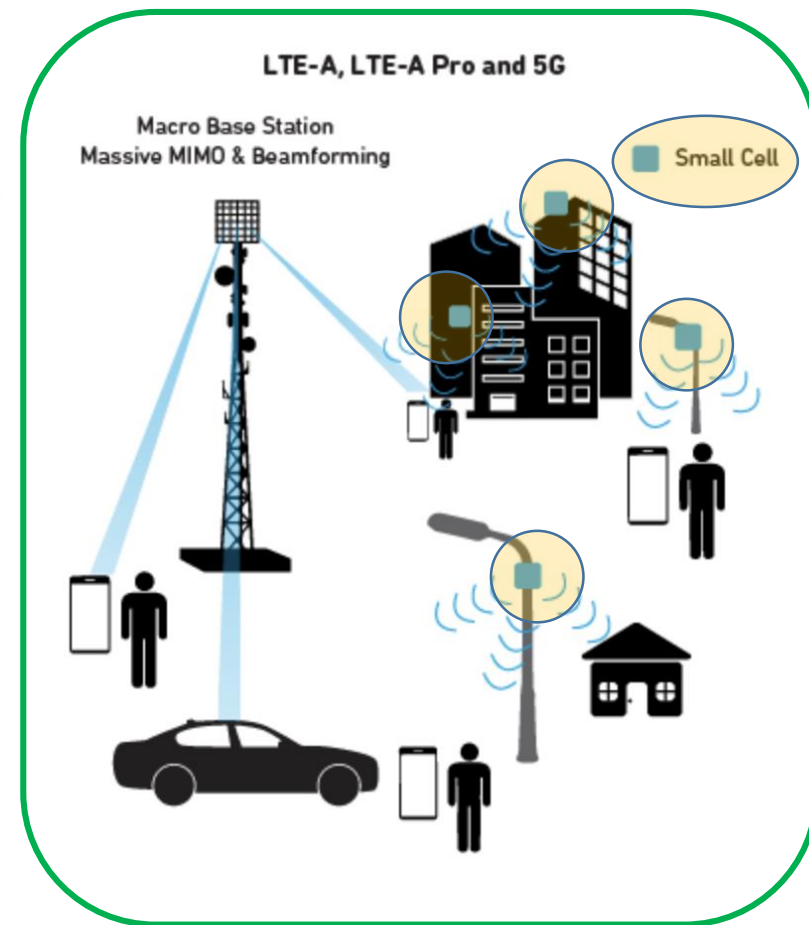 LTE-A, LTE-A Pro and 5G
Macro Base Station
Massive MIMO & Beamforming
Small Cell